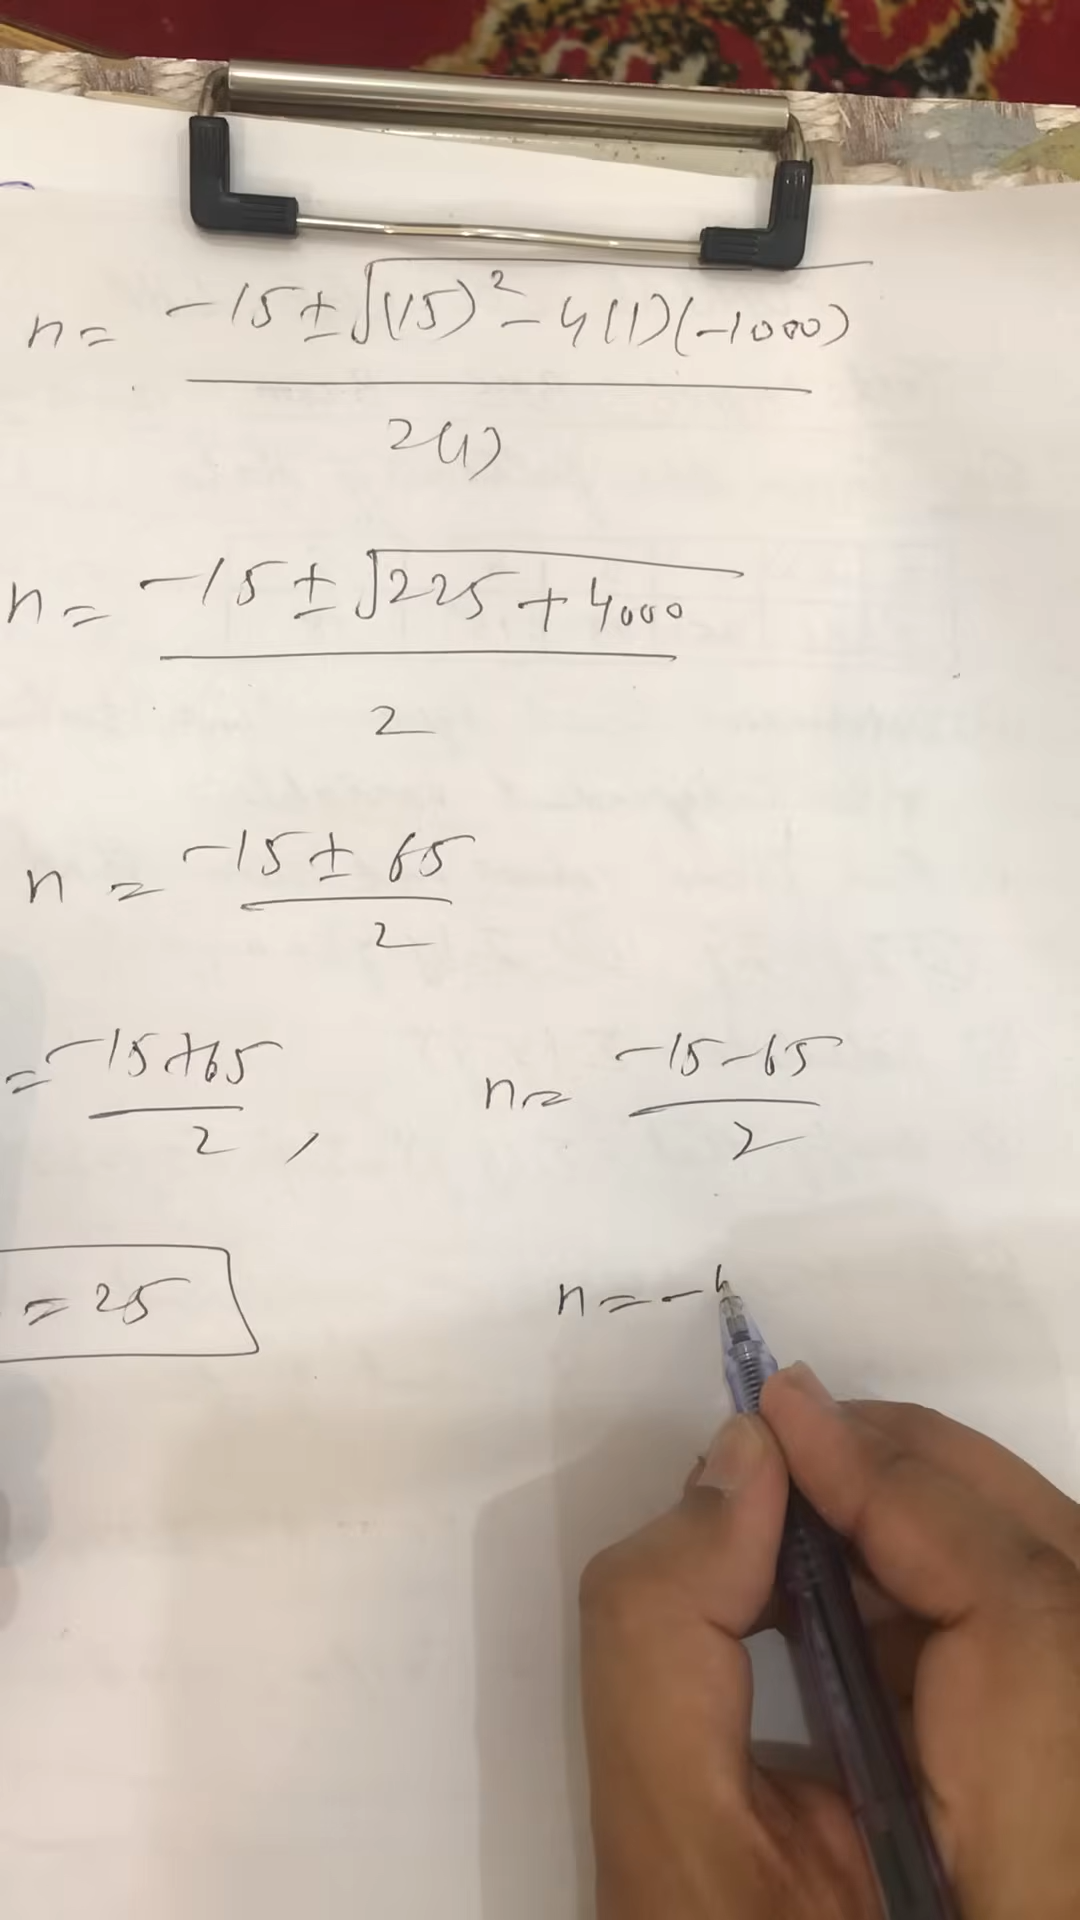 n = -15 ± √(15)² - 4(1)(-1000)
2(1)
n = -15 ± √225 + 4000
2
n = -15 ± 65
2
= -15+65 / 2 , n = -15-65 / 2
= 25 n = -4